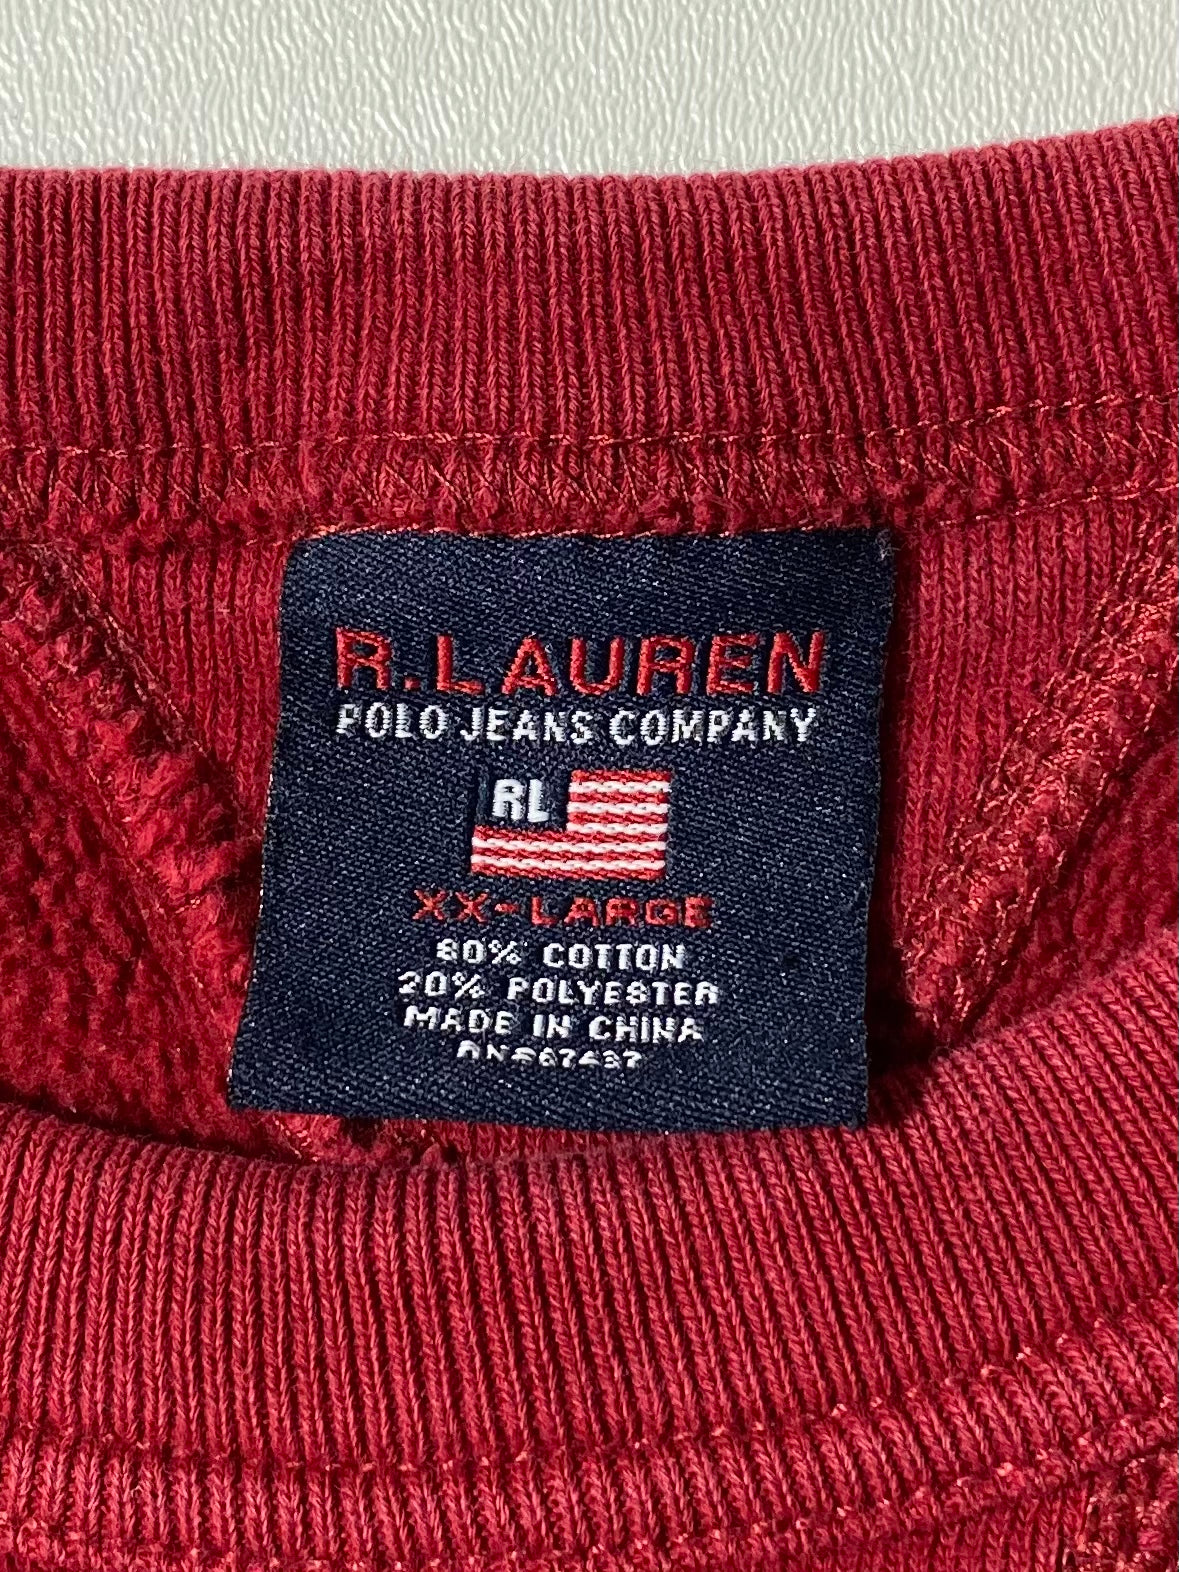 R.LAUREN
POLO JEANS COMPANY
RL
XX-LARGE
80% COTTON
20% POLYESTER
MADE IN CHINA